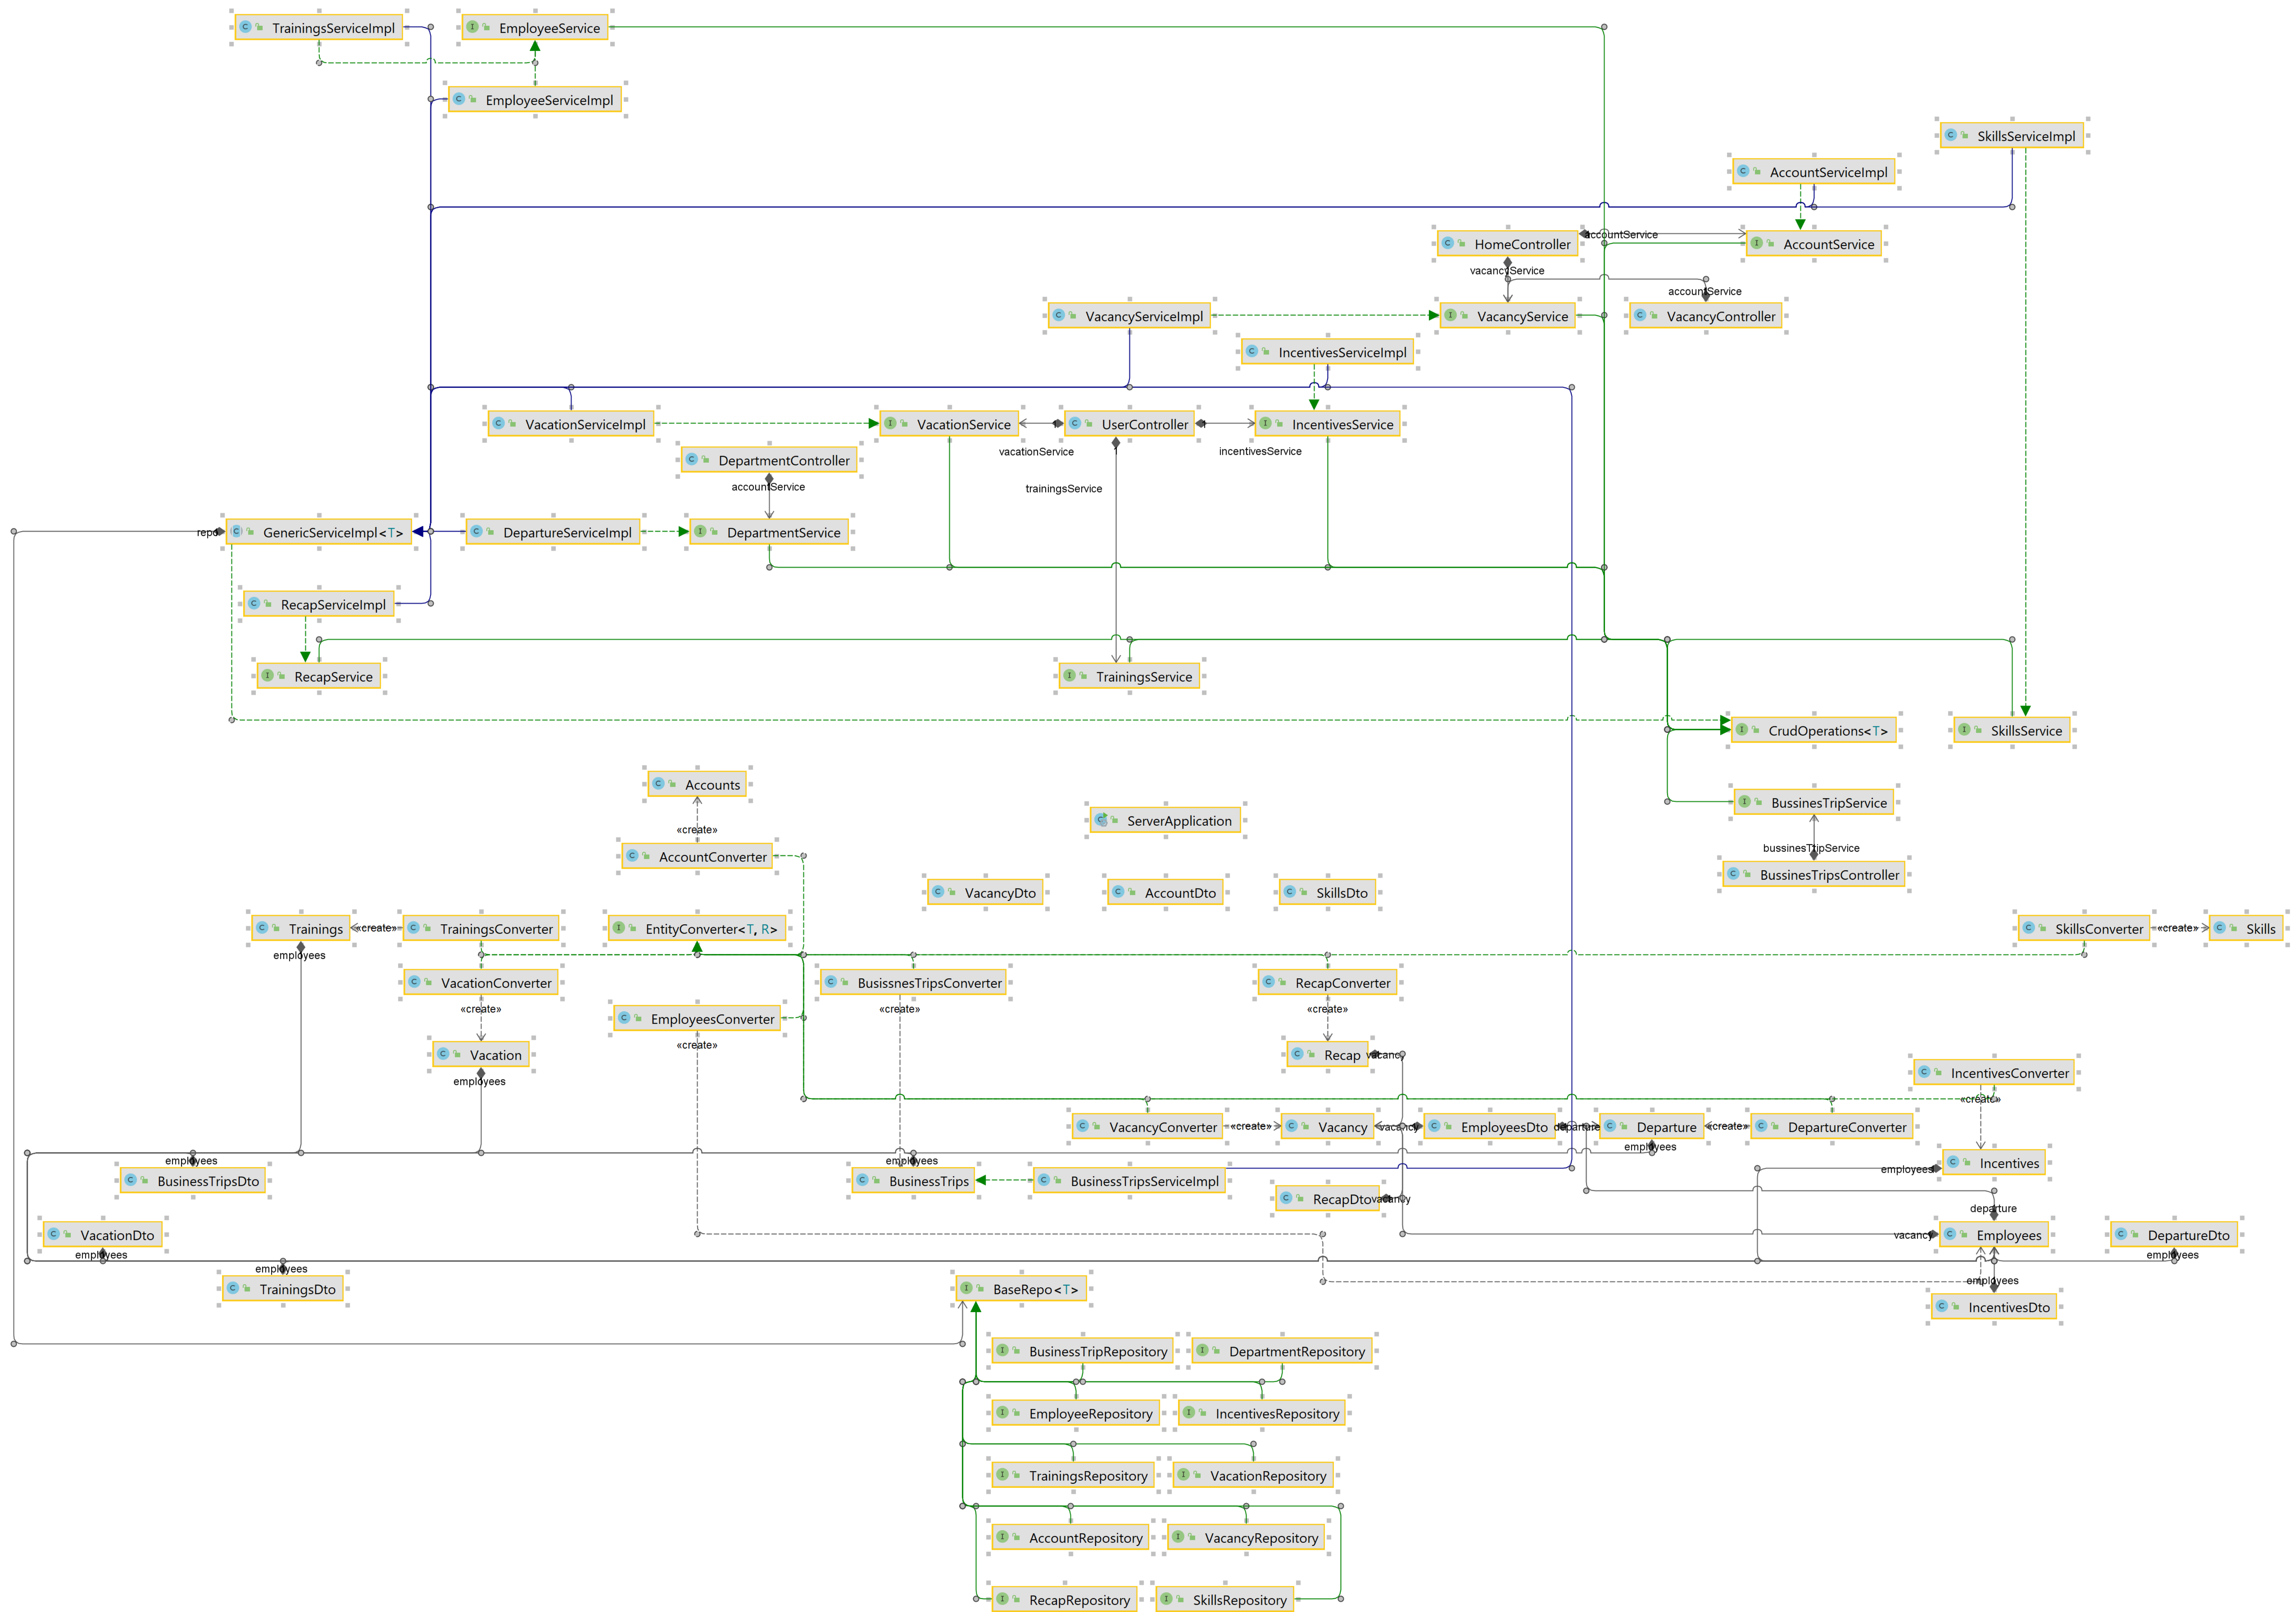 TrainingsServiceImpl
EmployeeService
EmployeeServiceImpl
SkillsServiceImpl
AccountServiceImpl
HomeController
accountService
AccountService
vacancyService
accountService
VacancyServiceImpl
VacancyService
VacancyController
IncentivesServiceImpl
VacationServiceImpl
VacationService
UserController
IncentivesService
vacationService
incentivesService
DepartmentController
accountService
trainingsService
repo
GenericServiceImpl<T>
DepartureServiceImpl
DepartmentService
RecapServiceImpl
RecapService
TrainingsService
CrudOperations<T>
SkillsService
Accounts
«create»
AccountConverter
ServerApplication
BussinesTripService
bussinesTripService
BussinesTripsController
VacancyDto
AccountDto
SkillsDto
Trainings
«create»
TrainingsConverter
EntityConverter<T, R>
SkillsConverter
«create»
Skills
employees
VacationConverter
BusissnesTripsConverter
RecapConverter
«create»
«create»
«create»
EmployeesConverter
«create»
Vacation
Recap
vacancy
employees
IncentivesConverter
«create»
VacancyConverter
«create»
Vacancy
vacancy
EmployeesDto
departure
Departure
«create»
DepartureConverter
employees
employees
employees
Incentives
employees
BusinessTripsDto
BusinessTrips
BusinessTripsServiceImpl
RecapDto
vacancy
departure
VacationDto
vacancy
Employees
DepartureDto
employees
employees
employees
employees
TrainingsDto
BaseRepo<T>
IncentivesDto
BusinessTripRepository
DepartmentRepository
EmployeeRepository
IncentivesRepository
TrainingsRepository
VacationRepository
AccountRepository
VacancyRepository
RecapRepository
SkillsRepository